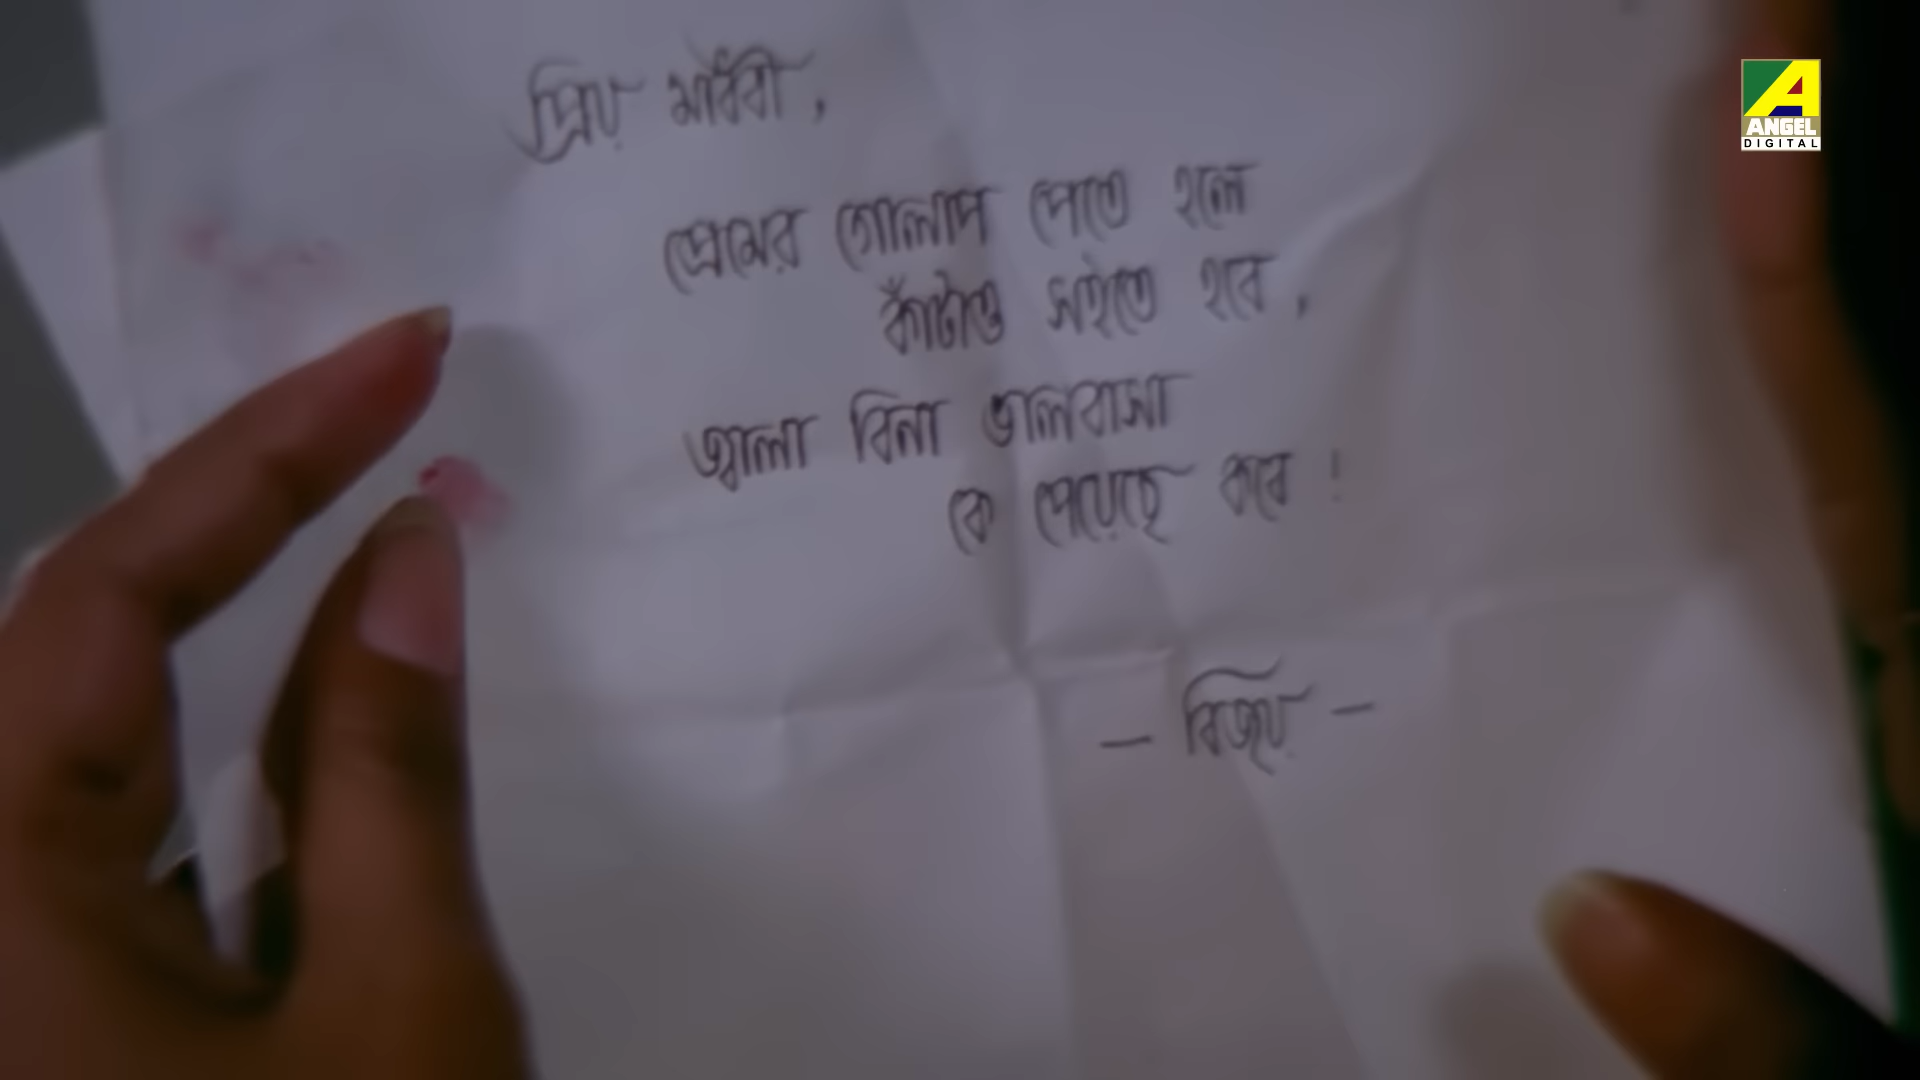 প্রিয় মাধবী,
প্রেমের গোলাপ পেতে হলে
কাঁটাও সইতে হবে,
জ্বালা বিনা ভালবাসা
কে পেয়েছে কবে !
— বিজয় —
ANGEL
DIGITAL